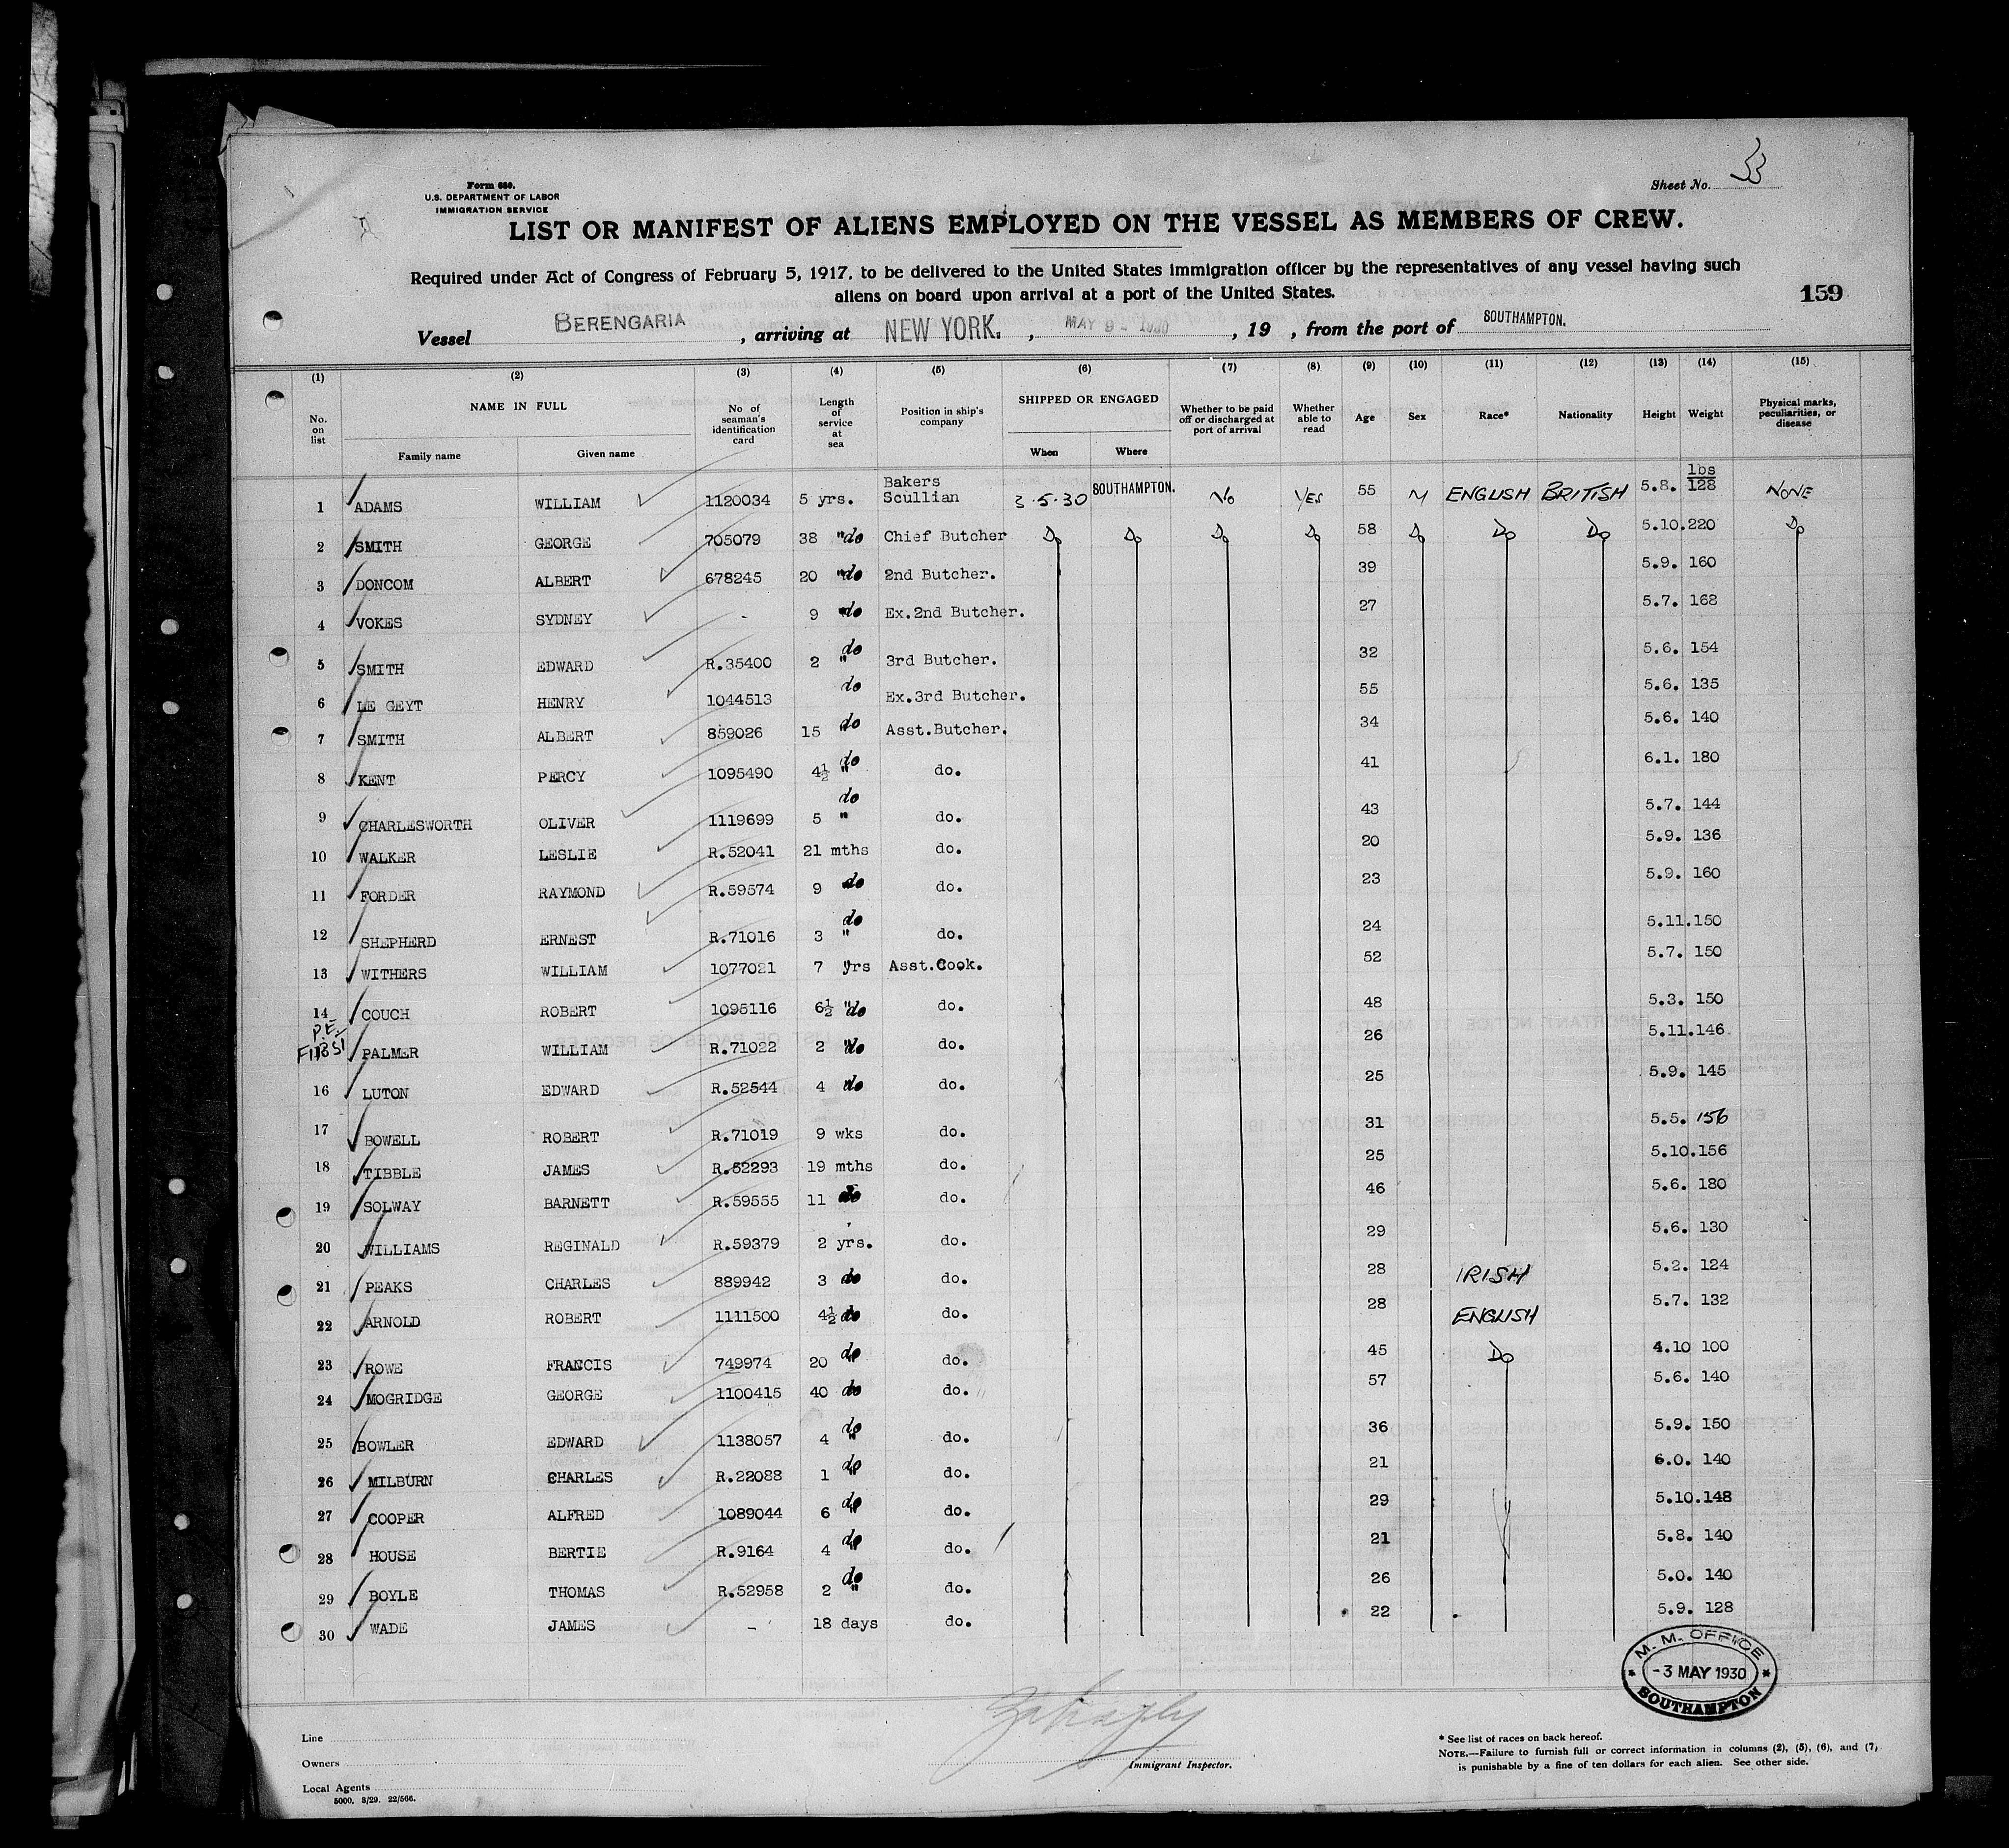 Sheet No. 33
Form 680.
U.S. DEPARTMENT OF LABOR
IMMIGRATION SERVICE
LIST OR MANIFEST OF ALIENS EMPLOYED ON THE VESSEL AS MEMBERS OF CREW.
Required under Act of Congress of February 5, 1917, to be delivered to the United States immigration officer by the representatives of any vessel having such
aliens on board upon arrival at a port of the United States.
159
Vessel BERENGARIA, arriving at NEW YORK., MAY 9 - 1930, 19 , from the port of SOUTHAMPTON.
(1) (2) (3) (4) (5) (6) (7) (8) (9) (10) (11) (12) (13) (14) (15)
No. on list NAME IN FULL Family name Given name No of seaman's identification card Length of service at sea Position in ship's company SHIPPED OR ENGAGED When Where Whether to be paid off or discharged at port of arrival Whether able to read Age Sex Race* Nationality Height Weight Physical marks, peculiarities, or disease
1 ADAMS WILLIAM 1120034 5 yrs. Bakers Scullian 3.5.30 SOUTHAMPTON. No Yes 55 M ENGLISH BRITISH 5.8. lbs 128 NONE
2 SMITH GEORGE 705079 38 " do Chief Butcher Do Do Do Do 58 Do Do Do 5.10. 220 Do
3 DONCOM ALBERT 678245 20 " do 2nd Butcher. 39 5.9. 160
4 VOKES SYDNEY - 9 " do Ex.2nd Butcher. 27 5.7. 168
5 SMITH EDWARD R.35400 2 " do 3rd Butcher. 32 5.6. 154
6 LE GEYT HENRY 1044513 do Ex.3rd Butcher. 55 5.6. 135
7 SMITH ALBERT 859026 15 " do Asst.Butcher. 34 5.6. 140
8 KENT PERCY 1095490 4½ " do do. 41 6.1. 180
9 CHARLESWORTH OLIVER 1119699 5 " do do. 43 5.7. 144
10 WALKER LESLIE R.52041 21 mths do. 20 5.9. 136
11 FORDER RAYMOND R.59574 9 do do. 23 5.9. 160
12 SHEPHERD ERNEST R.71016 3 " do do. 24 5.11. 150
13 WITHERS WILLIAM 1077021 7 yrs Asst.Cook. 52 5.7. 150
14 COUCH ROBERT 1095116 6½ " do do. 48 5.3. 150
PALMER WILLIAM R.71022 2 " do do. 26 5.11. 146
16 LUTON EDWARD R.52544 4 do do. 25 5.9. 145
17 BOWELL ROBERT R.71019 9 wks do. 31 5.5. 156
18 TIBBLE JAMES R.52293 19 mths do. 25 5.10. 156
19 SOLWAY BARNETT R.59555 11 do do. 46 5.6. 180
20 WILLIAMS REGINALD R.59379 2 yrs. do. 29 5.6. 130
21 PEAKS CHARLES 889942 3 do do. 28 IRISH 5.2. 124
22 ARNOLD ROBERT 1111500 4½ do do. 28 ENGLISH 5.7. 132
23 ROWE FRANCIS 749974 20 " do do. 45 Do 4.10 100
24 MOGRIDGE GEORGE 1100415 40 do do. 57 5.6. 140
25 BOWLER EDWARD 1138057 4 " do do. 36 5.9. 150
26 MILBURN CHARLES R.22088 1 " do do. 21 6.0. 140
27 COOPER ALFRED 1089044 6 " do do. 29 5.10. 148
28 HOUSE BERTIE R.9164 4 " do do. 21 5.8. 140
29 BOYLE THOMAS R.52958 2 " do do. 26 5.0. 140
30 WADE JAMES - 18 days do. 22 5.9. 128
M. M. OFFICE
- 3 MAY 1930
SOUTHAMPTON
Line
Owners
Local Agents
5000. 3/29. 22/566.
Immigrant Inspector.
* See list of races on back hereof.
NOTE.—Failure to furnish full or correct information in columns (2), (5), (6), and (7),
is punishable by a fine of ten dollars for each alien. See other side.